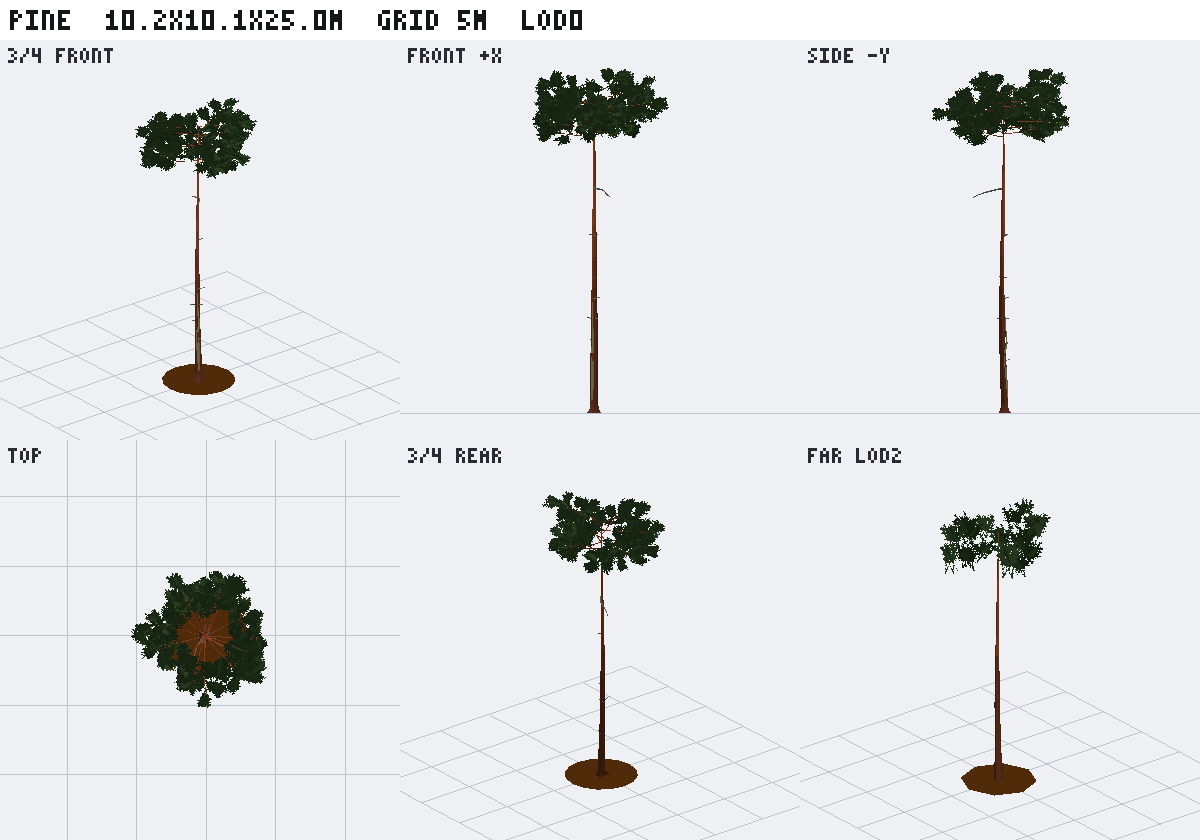 PINE 10.2X10.1X25.0M GRID 5M LOD0
3/4 FRONT
FRONT +X
SIDE -Y
TOP
3/4 REAR
FAR LOD2